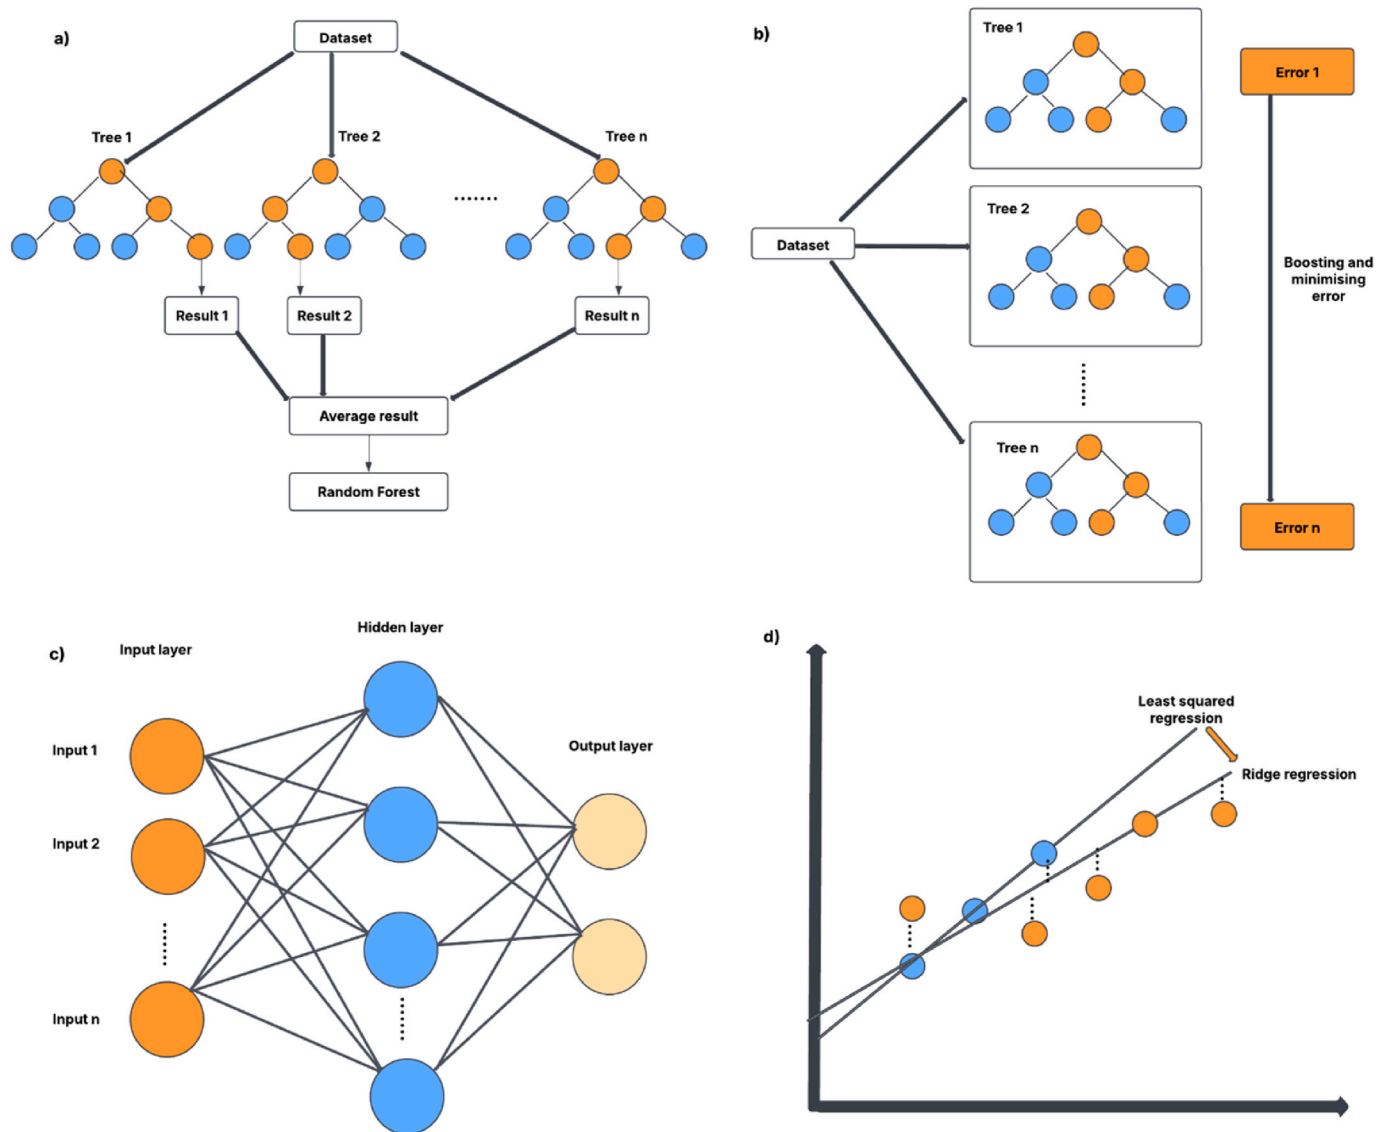 a)
Dataset
Tree 1
Tree 2
Tree n
Result 1
Result 2
Result n
Average result
Random Forest
b)
Tree 1
Error 1
Tree 2
Dataset
Boosting and
minimising
error
Tree n
Error n
c)
Input layer
Hidden layer
Output layer
Input 1
Input 2
Input n
d)
Least squared
regression
Ridge regression